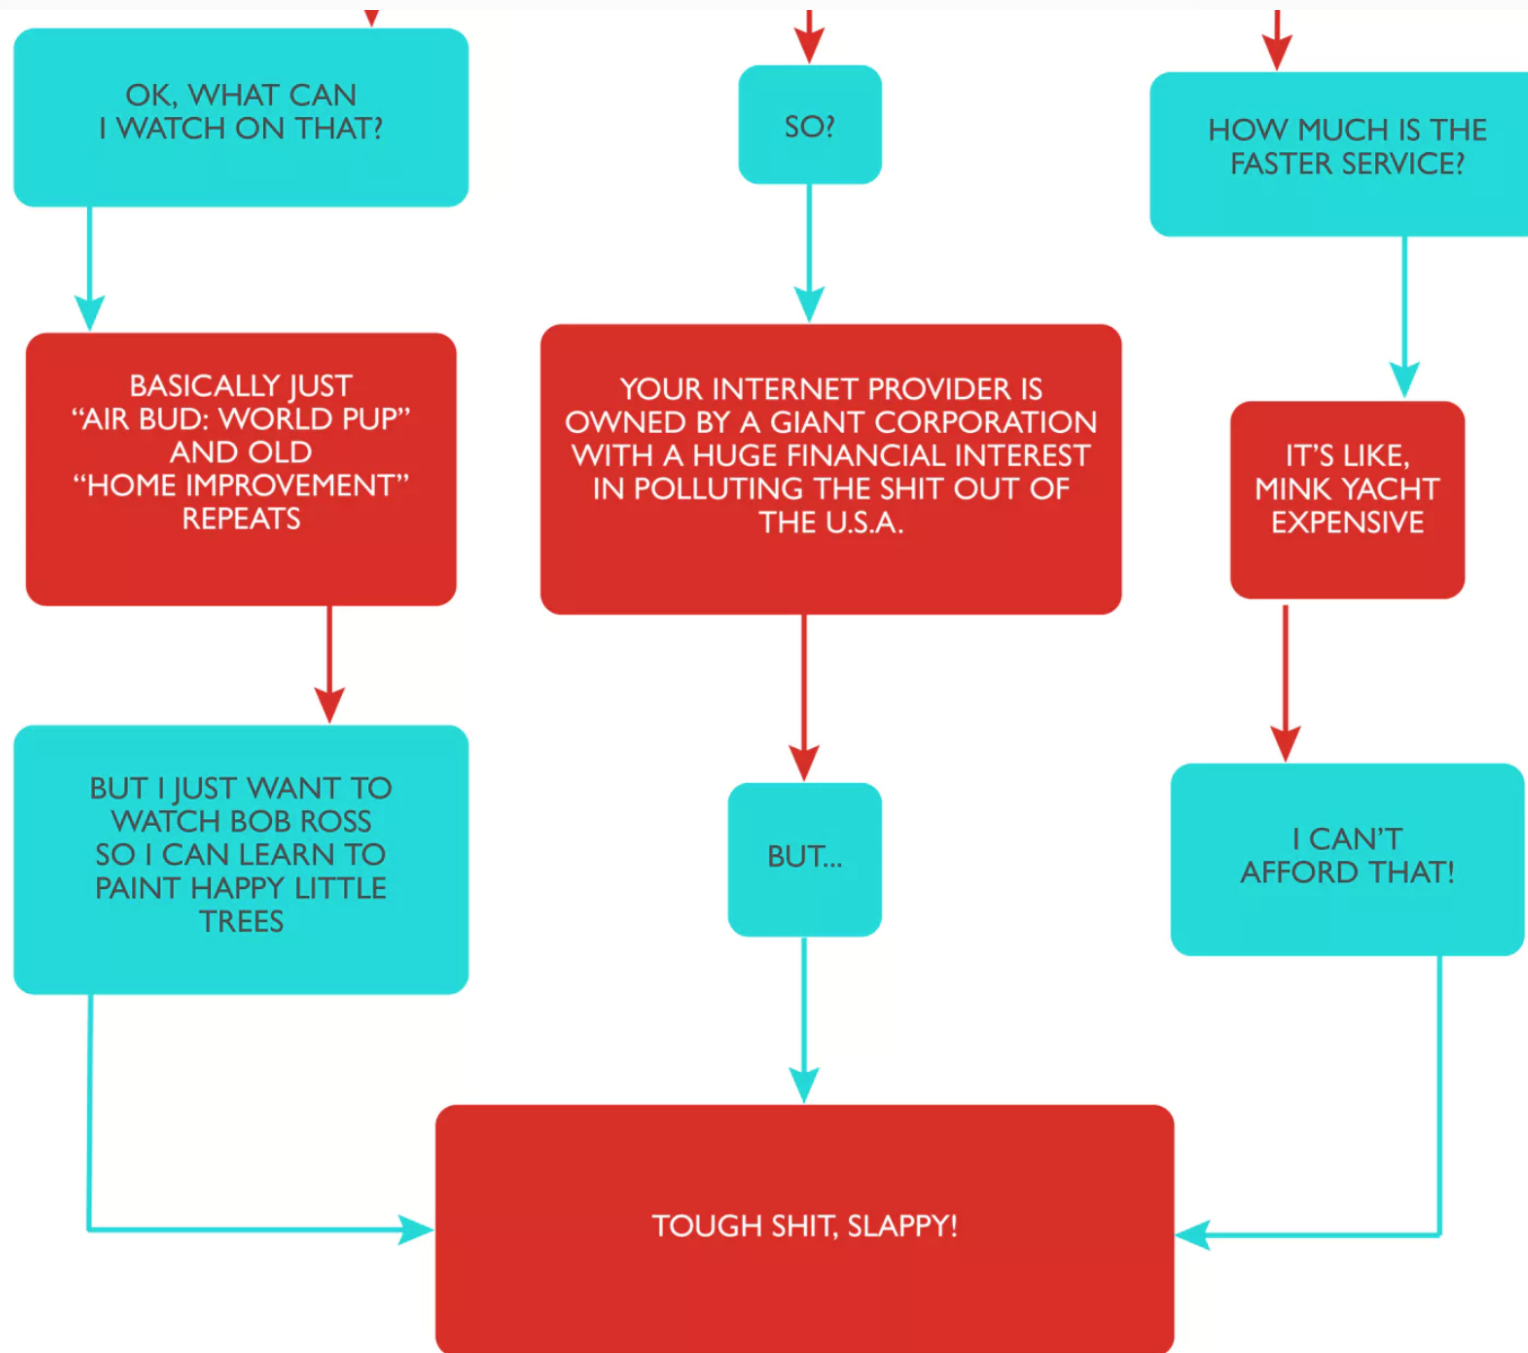 OK, WHAT CAN
I WATCH ON THAT?
BASICALLY JUST
“AIR BUD: WORLD PUP”
AND OLD
“HOME IMPROVEMENT”
REPEATS
BUT I JUST WANT TO
WATCH BOB ROSS
SO I CAN LEARN TO
PAINT HAPPY LITTLE
TREES
SO?
YOUR INTERNET PROVIDER IS
OWNED BY A GIANT CORPORATION
WITH A HUGE FINANCIAL INTEREST
IN POLLUTING THE SHIT OUT OF
THE U.S.A.
BUT...
HOW MUCH IS THE
FASTER SERVICE?
IT’S LIKE,
MINK YACHT
EXPENSIVE
I CAN’T
AFFORD THAT!
TOUGH SHIT, SLAPPY!